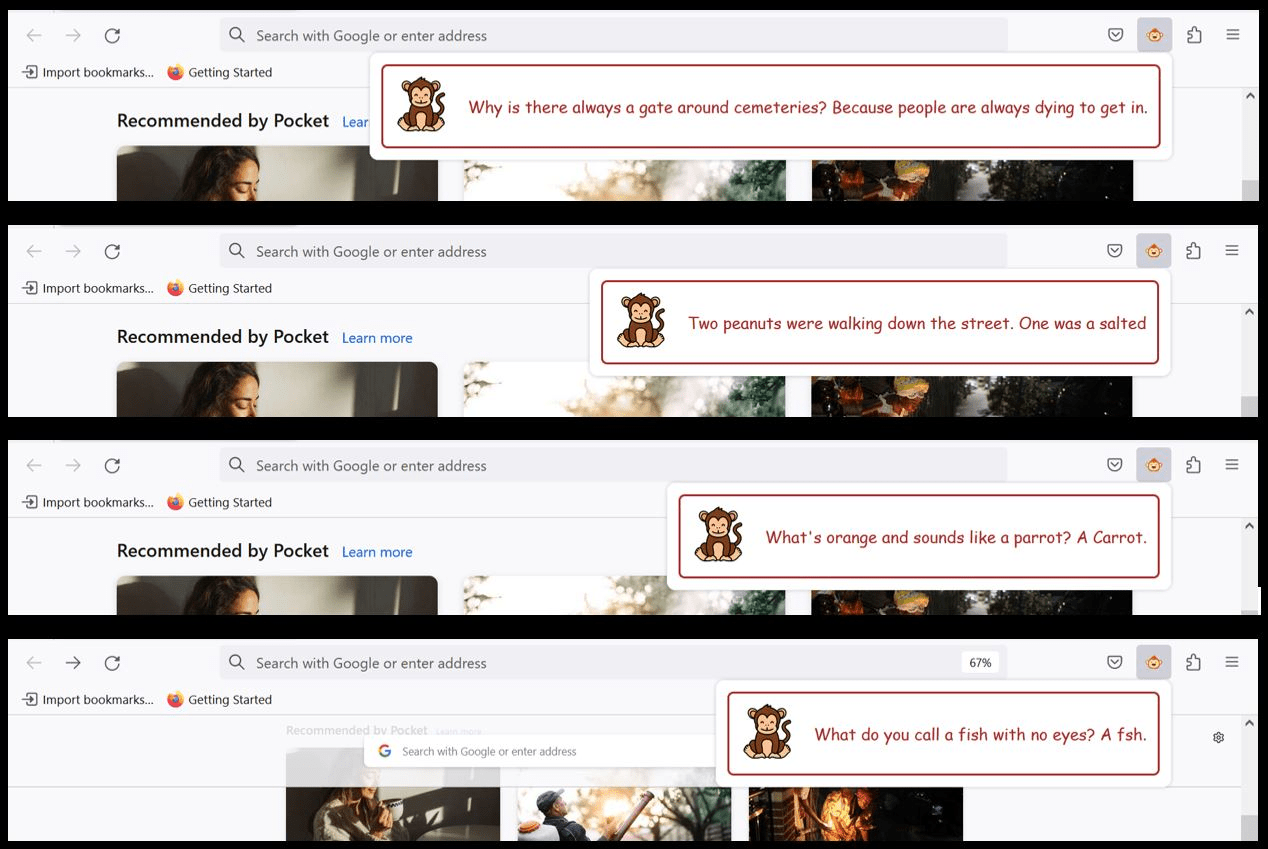 Search with Google or enter address
Import bookmarks... Getting Started
Why is there always a gate around cemeteries? Because people are always dying to get in.
Recommended by Pocket Lear
Search with Google or enter address
Import bookmarks... Getting Started
Two peanuts were walking down the street. One was a salted
Recommended by Pocket Learn more
Search with Google or enter address
Import bookmarks... Getting Started
What's orange and sounds like a parrot? A Carrot.
Recommended by Pocket Learn more
Search with Google or enter address 67%
Import bookmarks... Getting Started
Recommended by Pocket Learn more
What do you call a fish with no eyes? A fsh.
Search with Google or enter address